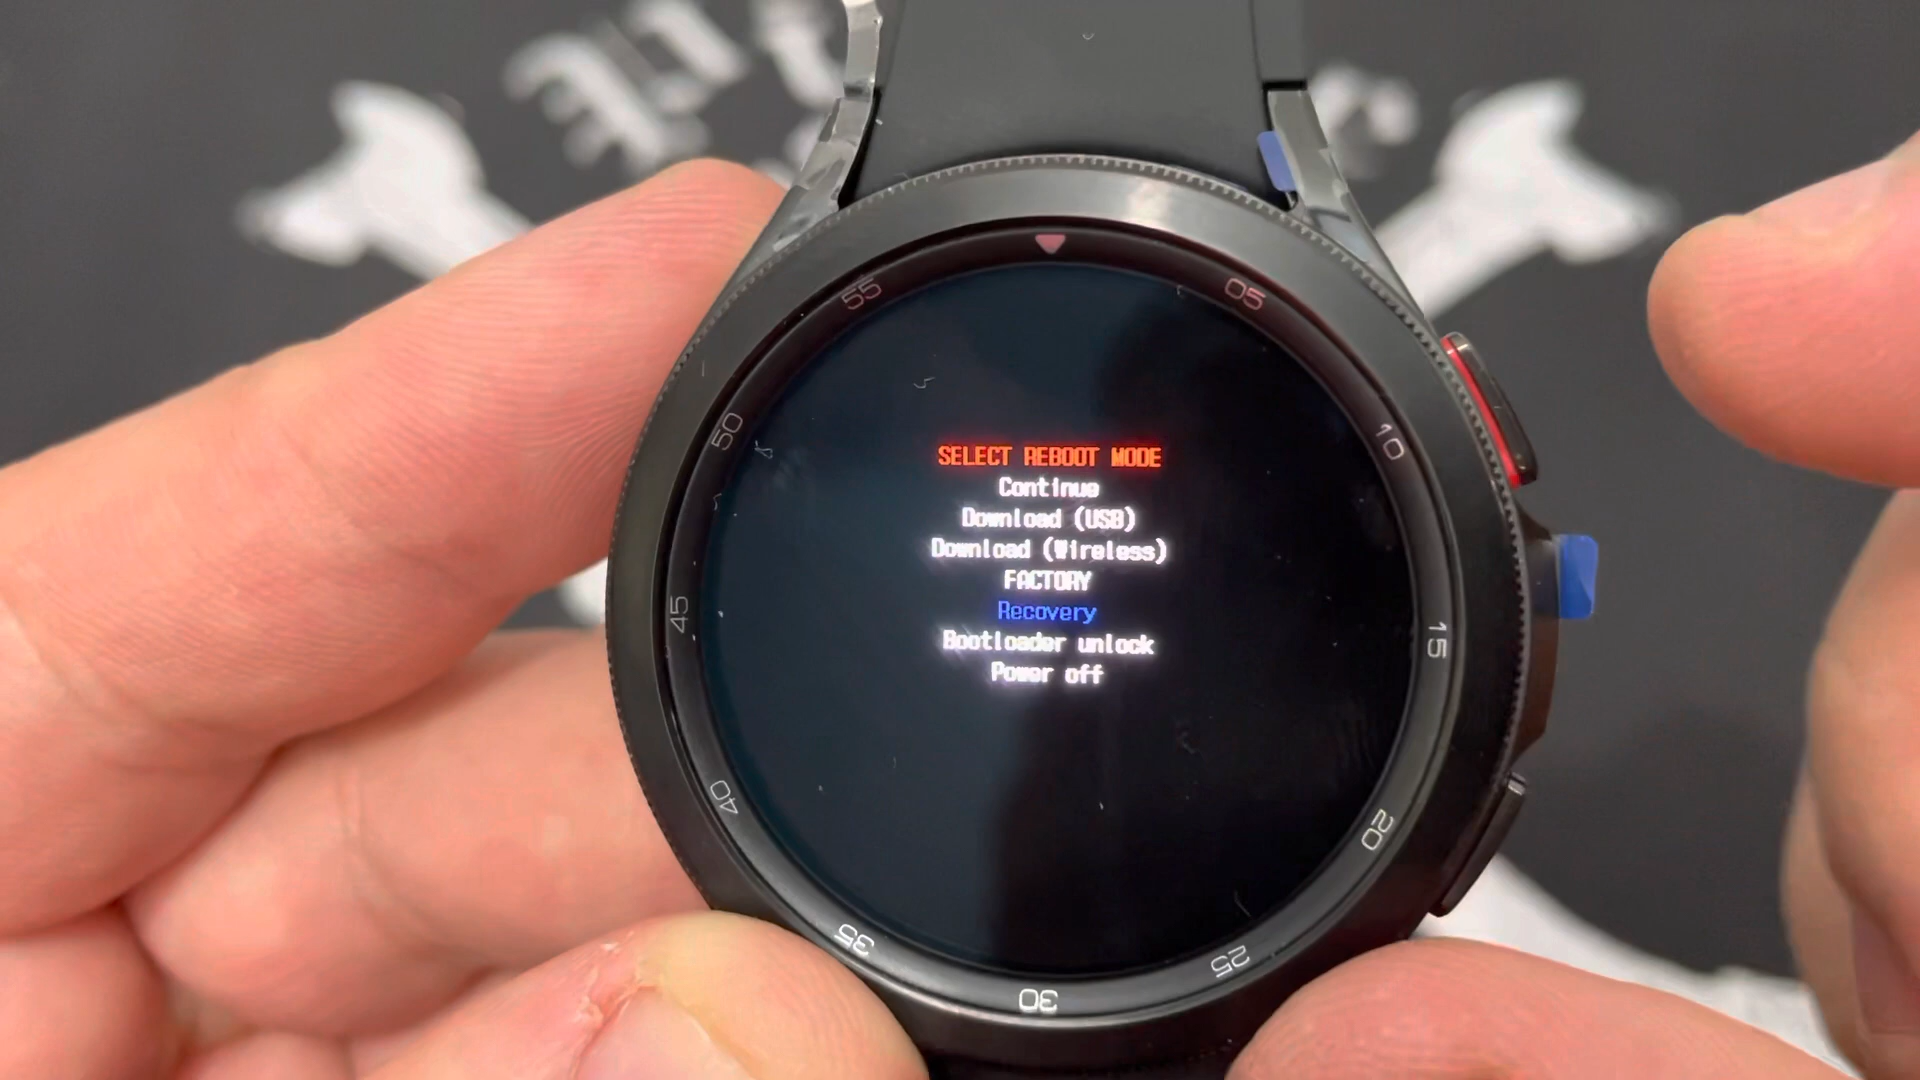 SELECT REBOOT MODE
Continue
Download (USB)
Download (Wireless)
FACTORY
Recovery
Bootloader unlock
Power off
05
10
15
20
25
30
35
40
45
50
55